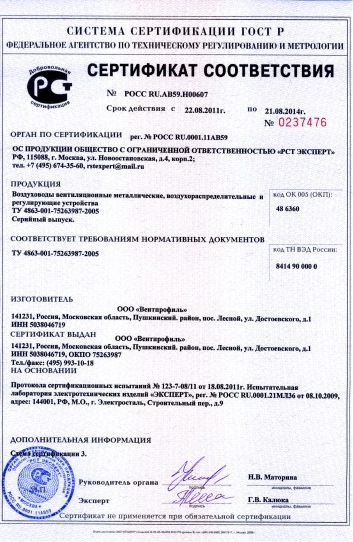 СИСТЕМА СЕРТИФИКАЦИИ ГОСТ Р
ФЕДЕРАЛЬНОЕ АГЕНТСТВО ПО ТЕХНИЧЕСКОМУ РЕГУЛИРОВАНИЮ И МЕТРОЛОГИИ
СЕРТИФИКАТ СООТВЕТСТВИЯ
№ РОСС RU.АВ59.Н00607
Срок действия с 22.08.2011г. по 21.08.2014г.
№ 0237476
ОРГАН ПО СЕРТИФИКАЦИИ рег. № РОСС RU.0001.11АВ59
ОС ПРОДУКЦИИ ОБЩЕСТВО С ОГРАНИЧЕННОЙ ОТВЕТСТВЕННОСТЬЮ «РСТ ЭКСПЕРТ»
РФ, 115088, г. Москва, ул. Новоостаповская, д.4, корп.2;
тел. +7 (495) 674-35-60, rstexpert@mail.ru
ПРОДУКЦИЯ
Воздуховоды вентиляционные металлические, воздухораспределительные и
регулирующие устройства
ТУ 4863-001-75263987-2005
Серийный выпуск.
код ОК 005 (ОКП):
48 6360
СООТВЕТСТВУЕТ ТРЕБОВАНИЯМ НОРМАТИВНЫХ ДОКУМЕНТОВ
ТУ 4863-001-75263987-2005
код ТН ВЭД России:
8414 90 000 0
ИЗГОТОВИТЕЛЬ
ООО «Вентпрофиль»
141231, Россия, Московская область, Пушкинский. район, пос. Лесной, ул. Достоевского, д.1
ИНН 5038046719
СЕРТИФИКАТ ВЫДАН
ООО «Вентпрофиль»
141231, Россия, Московская область, Пушкинский. район, пос. Лесной, ул. Достоевского, д.1
ИНН 5038046719, ОКПО 75263987
Тел./факс: (495) 993-10-18
НА ОСНОВАНИИ
Протокола сертификационных испытаний № 123-7-08/11 от 18.08.2011г. Испытательная
лаборатория электротехнических изделий «ЭКСПЕРТ», рег. № РОСС RU.0001.21МЛ36 от 08.10.2009,
адрес: 144001, РФ, М.О., г. Электросталь, Строительный пер., д.9
ДОПОЛНИТЕЛЬНАЯ ИНФОРМАЦИЯ
Схема сертификации 3.
Руководитель органа
Н.В. Маторина
Эксперт
Г.В. Калюка
Сертификат не применяется при обязательной сертификации